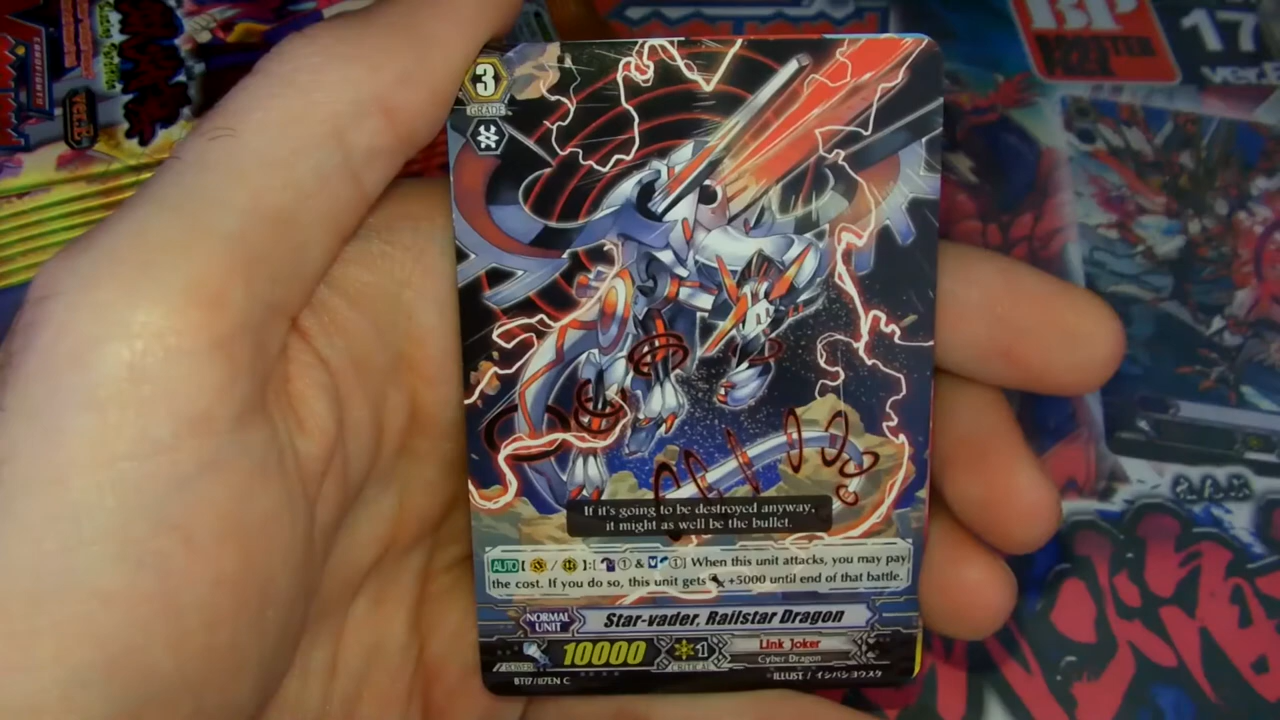 3
GRADE
BP
BOOSTER
PACK
17
If it's going to be destroyed anyway,
it might as well be the bullet.
AUTO【 / 】:[ ① & ①] When this unit attacks, you may pay
the cost. If you do so, this unit gets +5000 until end of that battle.
NORMAL
UNIT
Star-vader, Railstar Dragon
POWER
10000
1
CRITICAL
Link Joker
Cyber Dragon
BT17/117EN C
ILLUST / イシバシヨウスケ